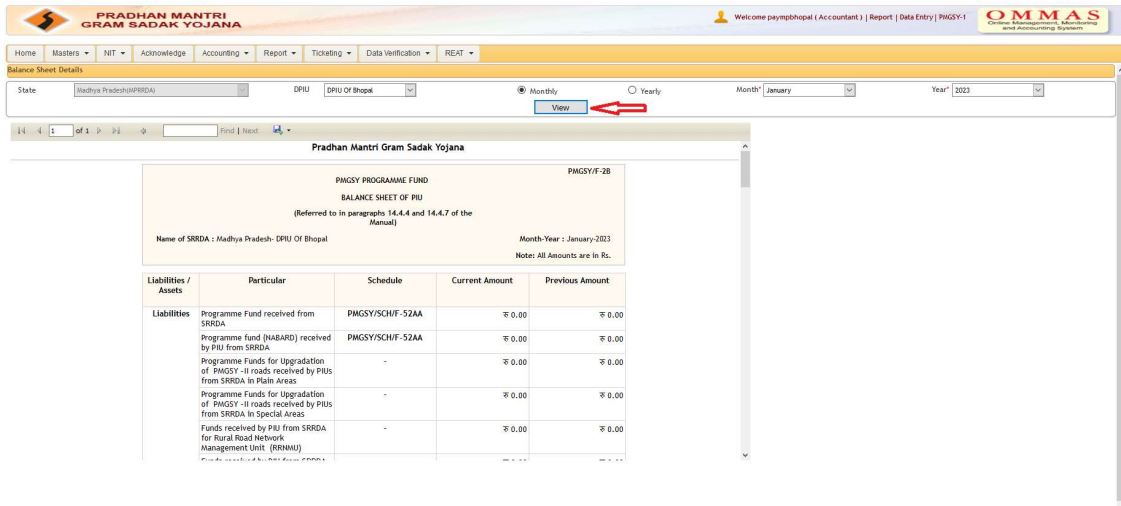 PRADHAN MANTRI
GRAM SADAK YOJANA
Welcome paympbhopal ( Accountant ) | Report | Data Entry | PMGSY-1
OMMAS
Online Management, Monitoring
and Accounting System
Home Masters NIT Acknowledge Accounting Report Ticketing Data Verification REAT
Balance Sheet Details
State Madhya Pradesh(MPRRDA) DPIU DPIU Of Bhopal Monthly Yearly Month* January Year* 2023
View
1 of 1 Find | Next
Pradhan Mantri Gram Sadak Yojana
PMGSY/F-2B
PMGSY PROGRAMME FUND
BALANCE SHEET OF PIU
(Referred to in paragraphs 14.4.4 and 14.4.7 of the
Manual)
Name of SRRDA : Madhya Pradesh- DPIU Of Bhopal Month-Year : January-2023
Note: All Amounts are in Rs.
Liabilities / Particular Schedule Current Amount Previous Amount
Assets
Liabilities Programme Fund received from PMGSY/SCH/F-52AA रु 0.00 रु 0.00
SRRDA
Programme fund (NABARD) received PMGSY/SCH/F-52AA रु 0.00 रु 0.00
by PIU from SRRDA
Programme Funds for Upgradation - रु 0.00 रु 0.00
of PMGSY -II roads received by PIUs
from SRRDA in Plain Areas
Programme Funds for Upgradation - रु 0.00 रु 0.00
of PMGSY -II roads received by PIUs
from SRRDA in Special Areas
Funds received by PIU from SRRDA - रु 0.00 रु 0.00
for Rural Road Network
Management Unit (RRNMU)